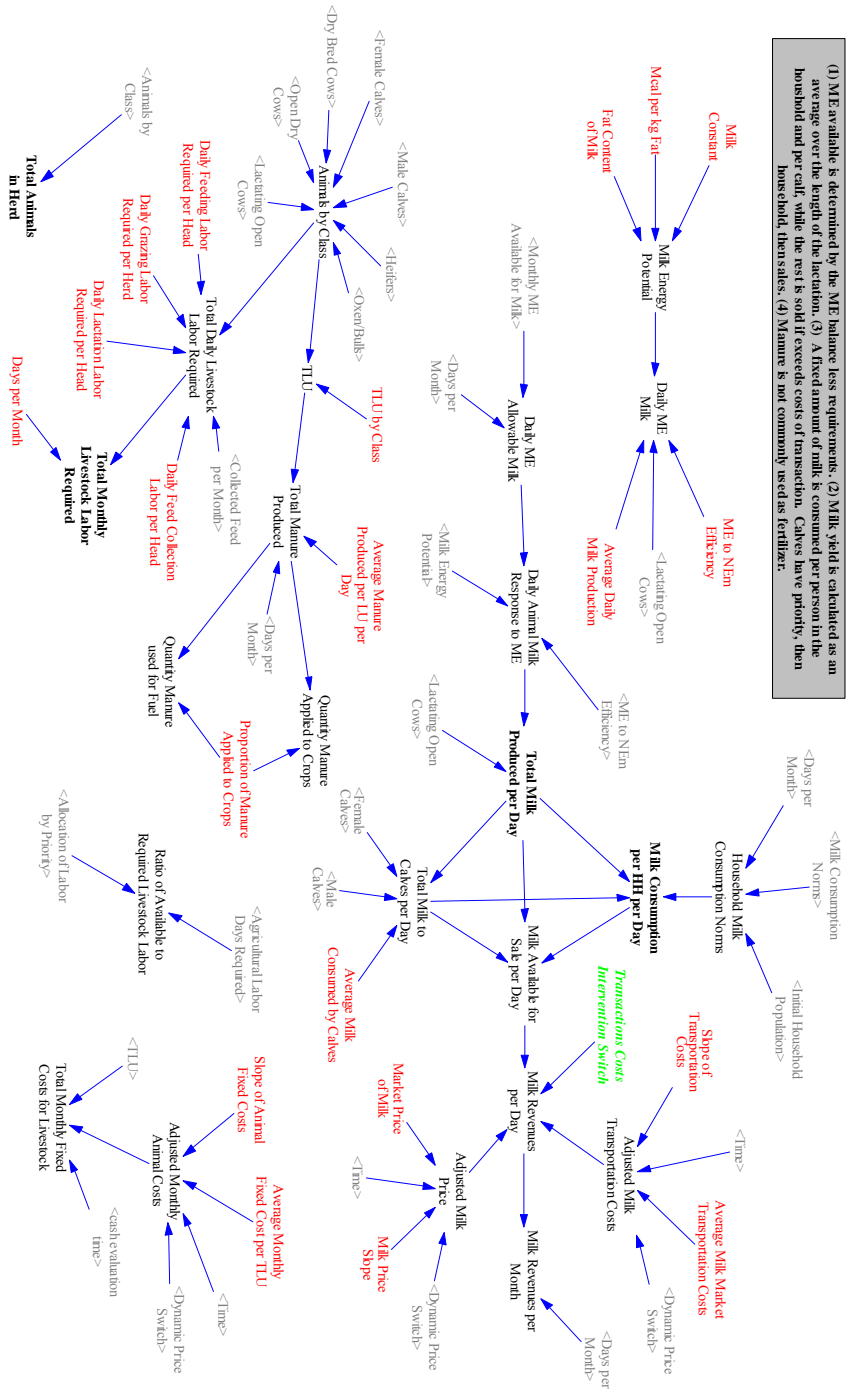 (1) ME available is determined by the ME balance less requirements. (2) Milk yield is calculated as an
average over the length of the lactation. (3) A fixed amount of milk is consumed per person in the
houshold and per calf, while the rest is sold if exceeds costs of transaction. Calves have priority, then
household, then sales. (4) Manure is not commonly used as fertilizer.
Milk
Constant
Mcal per kg Fat
Fat Content
of Milk
Milk Energy
Potential
Daily ME
Milk
ME to NEm
Efficiency
<Lactating Open
Cows>
Average Daily
Milk Production
<Days per
Month>
<Milk Consumption
Norms>
<Initial Household
Population>
Household Milk
Consumption Norms
Milk Consumption
per HH per Day
Slope of
Transportation
Costs
<Time>
Average Milk Market
Transportation Costs
<Dynamic Price
Switch>
Adjusted Milk
Transportation Costs
Transactions Costs
Intervention Switch
<Monthly ME
Available for Milk>
<Days per
Month>
Daily ME
Allowable Milk
<Milk Energy
Potential>
Daily Animal Milk
Response to ME
<ME to NEm
Efficiency>
<Lactating Open
Cows>
Total Milk
Produced per Day
Milk Available for
Sale per Day
Milk Revenues
per Day
Milk Revenues per
Month
<Days per
Month>
<Female
Calves>
<Male
Calves>
Average Milk
Consumed by Calves
Total Milk to
Calves per Day
Market Price
of Milk
<Time>
Milk Price
Slope
<Dynamic Price
Switch>
Adjusted Milk
Price
<Female Calves>
<Dry Bred Cows>
<Open Dry
Cows>
<Male Calves>
<Heifers>
<Oxen/Bulls>
<Lactating Open
Cows>
Animals by Class
TLU
TLU by Class
Total Manure
Produced
Average Manure
Produced per LU per
Day
<Days per
Month>
Quantity Manure
Applied to Crops
Quantity Manure
used for Fuel
Proportion of Manure
Applied to Crops
Daily Feeding Labor
Required per Head
Daily Grazing Labor
Required per Herd
Daily Lactation Labor
Required per Head
Total Daily Livestock
Labor Required
<Collected Feed
per Month>
Daily Feed Collection
Labor per Head
Days per Month
Total Monthly
Livestock Labor
Required
<Animals by
Class>
Total Animals
in Herd
<Agricultural Labor
Days Required>
Ratio of Available to
Required Livestock Labor
<Allocation of Labor
by Priority>
Slope of Animal
Fixed Costs
Average Monthly
Fixed Cost per TLU
<Time>
<Dynamic Price
Switch>
Adjusted Monthly
Animal Costs
<TLU>
<cash evaluation
time>
Total Monthly Fixed
Costs for Livestock